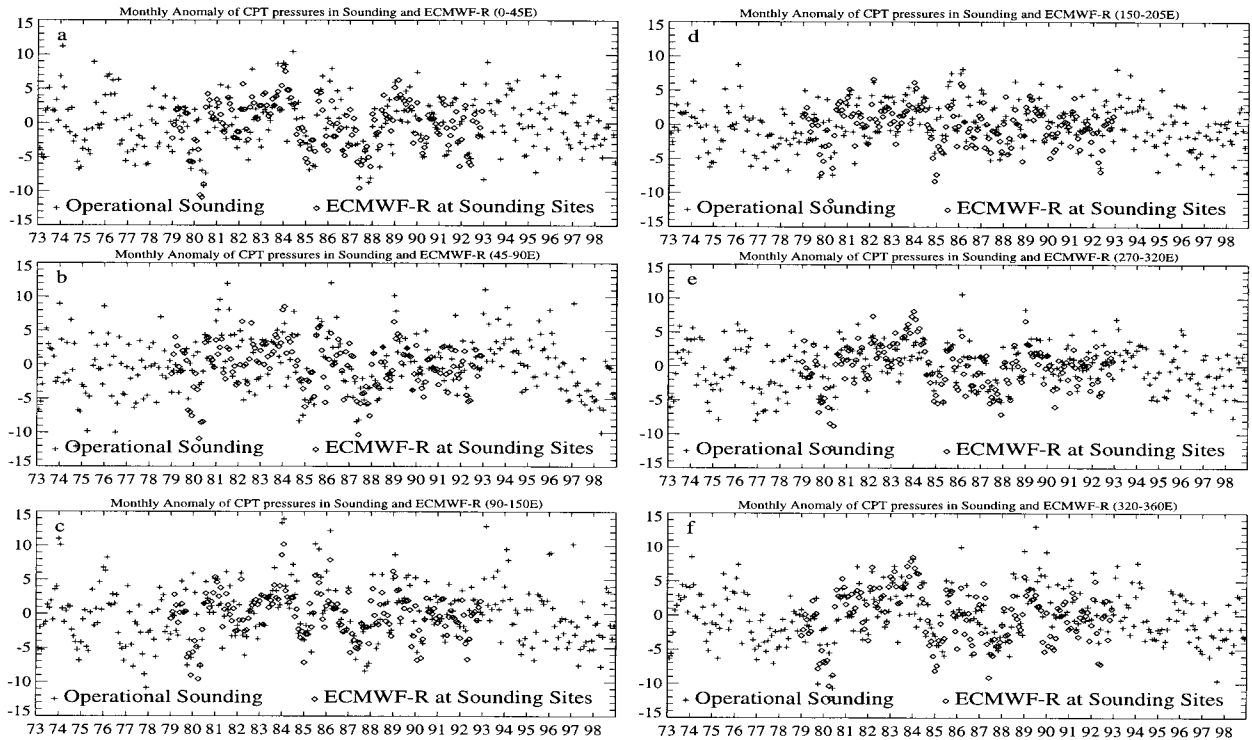 Monthly Anomaly of CPT pressures in Sounding and ECMWF-R (0-45E)
15
a
10
5
0
-5
-10
+ Operational Sounding ◇ ECMWF-R at Sounding Sites
-15
73 74 75 76 77 78 79 80 81 82 83 84 85 86 87 88 89 90 91 92 93 94 95 96 97 98
Monthly Anomaly of CPT pressures in Sounding and ECMWF-R (45-90E)
15
b
10
5
0
-5
-10
+ Operational Sounding ◇ ECMWF-R at Sounding Sites
-15
73 74 75 76 77 78 79 80 81 82 83 84 85 86 87 88 89 90 91 92 93 94 95 96 97 98
Monthly Anomaly of CPT pressures in Sounding and ECMWF-R (90-150E)
15
c
10
5
0
-5
-10
+ Operational Sounding ◇ ECMWF-R at Sounding Sites
-15
73 74 75 76 77 78 79 80 81 82 83 84 85 86 87 88 89 90 91 92 93 94 95 96 97 98
Monthly Anomaly of CPT pressures in Sounding and ECMWF-R (150-205E)
15
d
10
5
0
-5
-10
+ Operational Sounding ◇ ECMWF-R at Sounding Sites
-15
73 74 75 76 77 78 79 80 81 82 83 84 85 86 87 88 89 90 91 92 93 94 95 96 97 98
Monthly Anomaly of CPT pressures in Sounding and ECMWF-R (270-320E)
15
e
10
5
0
-5
-10
+ Operational Sounding ◇ ECMWF-R at Sounding Sites
-15
73 74 75 76 77 78 79 80 81 82 83 84 85 86 87 88 89 90 91 92 93 94 95 96 97 98
Monthly Anomaly of CPT pressures in Sounding and ECMWF-R (320-360E)
15
f
10
5
0
-5
-10
+ Operational Sounding ◇ ECMWF-R at Sounding Sites
-15
73 74 75 76 77 78 79 80 81 82 83 84 85 86 87 88 89 90 91 92 93 94 95 96 97 98